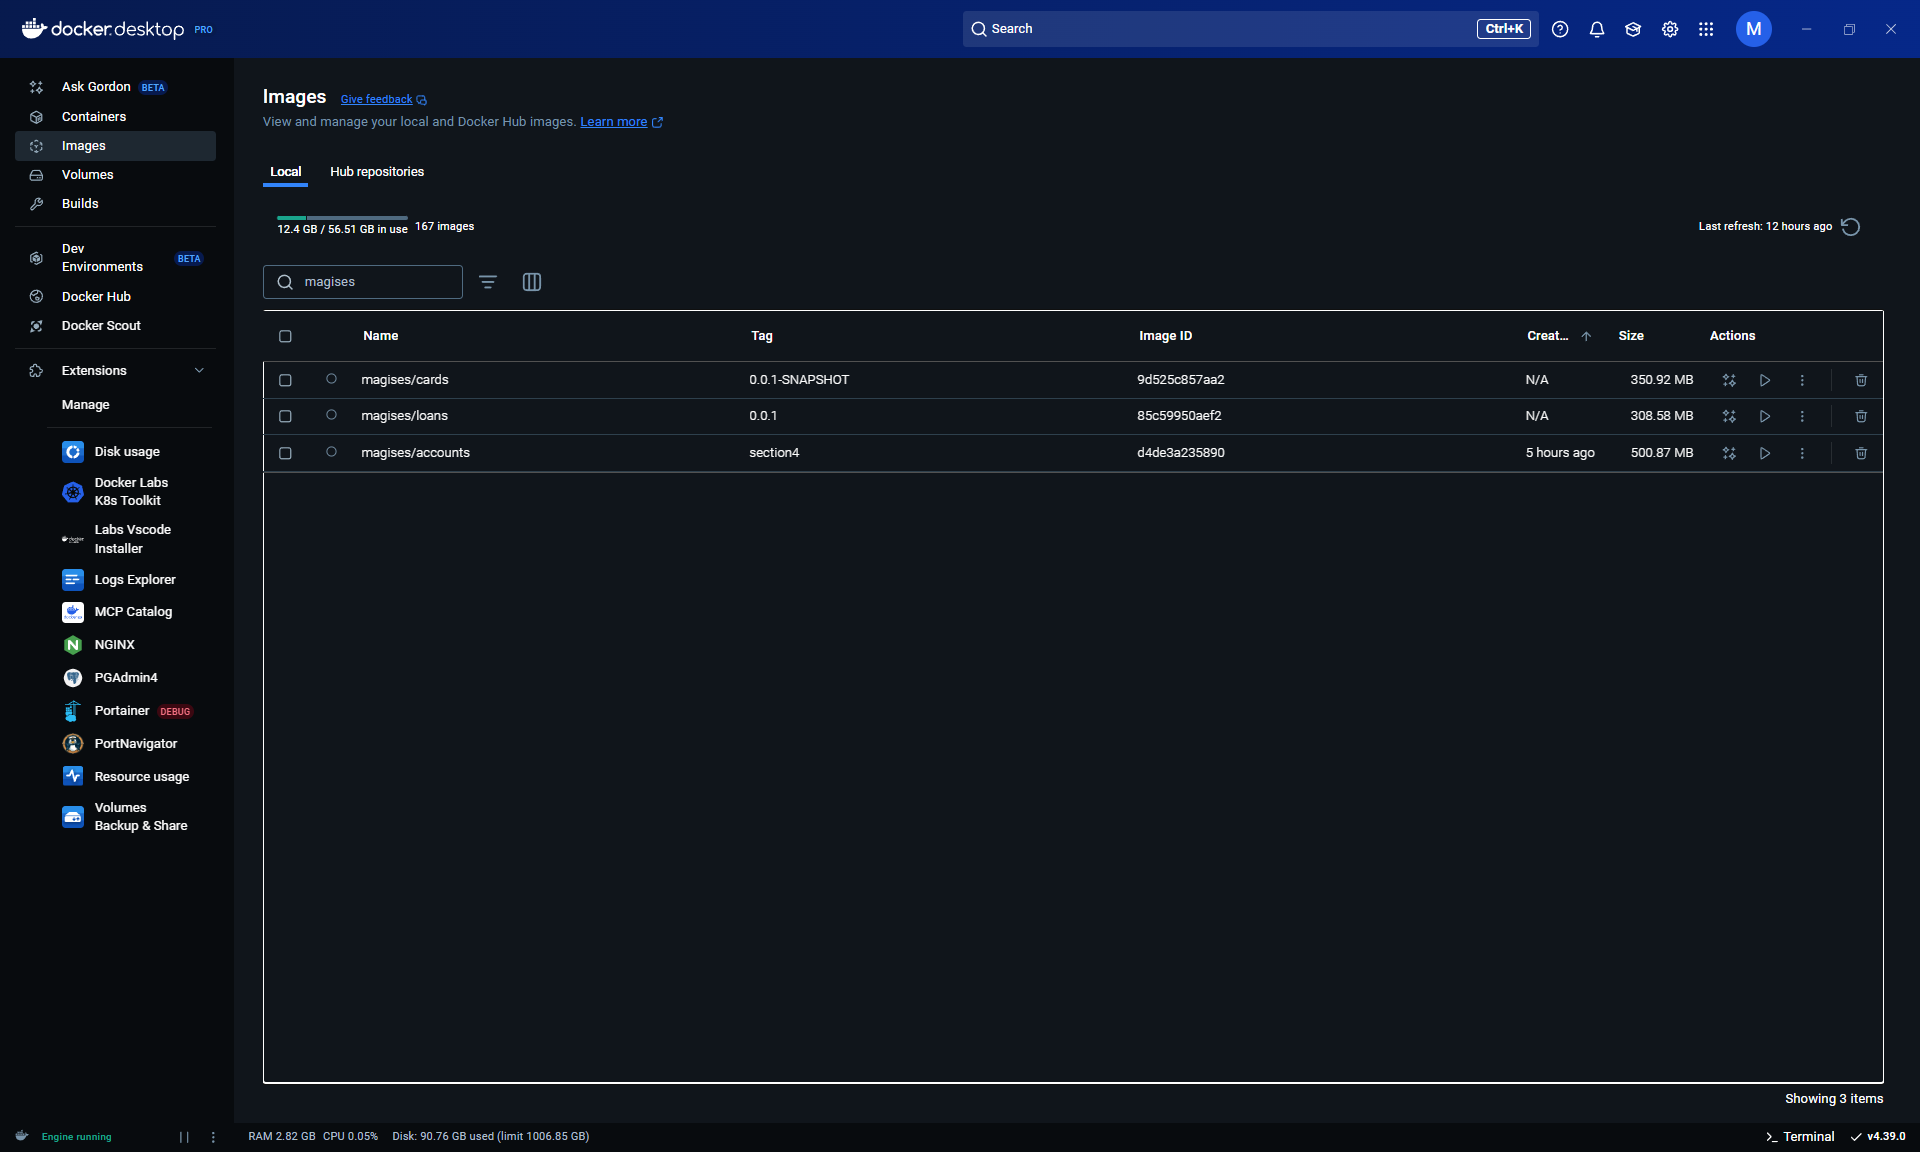 docker desktop PRO
Search
Ctrl+K
M
Ask Gordon BETA
Containers
Images
Volumes
Builds
Dev
Environments
BETA
Docker Hub
Docker Scout
Extensions
Manage
Disk usage
Docker Labs
K8s Toolkit
Labs Vscode
Installer
Logs Explorer
MCP Catalog
NGINX
PGAdmin4
Portainer DEBUG
PortNavigator
Resource usage
Volumes
Backup & Share
Images Give feedback
View and manage your local and Docker Hub images. Learn more
Local Hub repositories
12.4 GB / 56.51 GB in use 167 images
Last refresh: 12 hours ago
magises
Name Tag Image ID Creat... Size Actions
magises/cards 0.0.1-SNAPSHOT 9d525c857aa2 N/A 350.92 MB
magises/loans 0.0.1 85c59950aef2 N/A 308.58 MB
magises/accounts section4 d4de3a235890 5 hours ago 500.87 MB
Showing 3 items
Engine running
RAM 2.82 GB CPU 0.05% Disk: 90.76 GB used (limit 1006.85 GB)
Terminal
v4.39.0